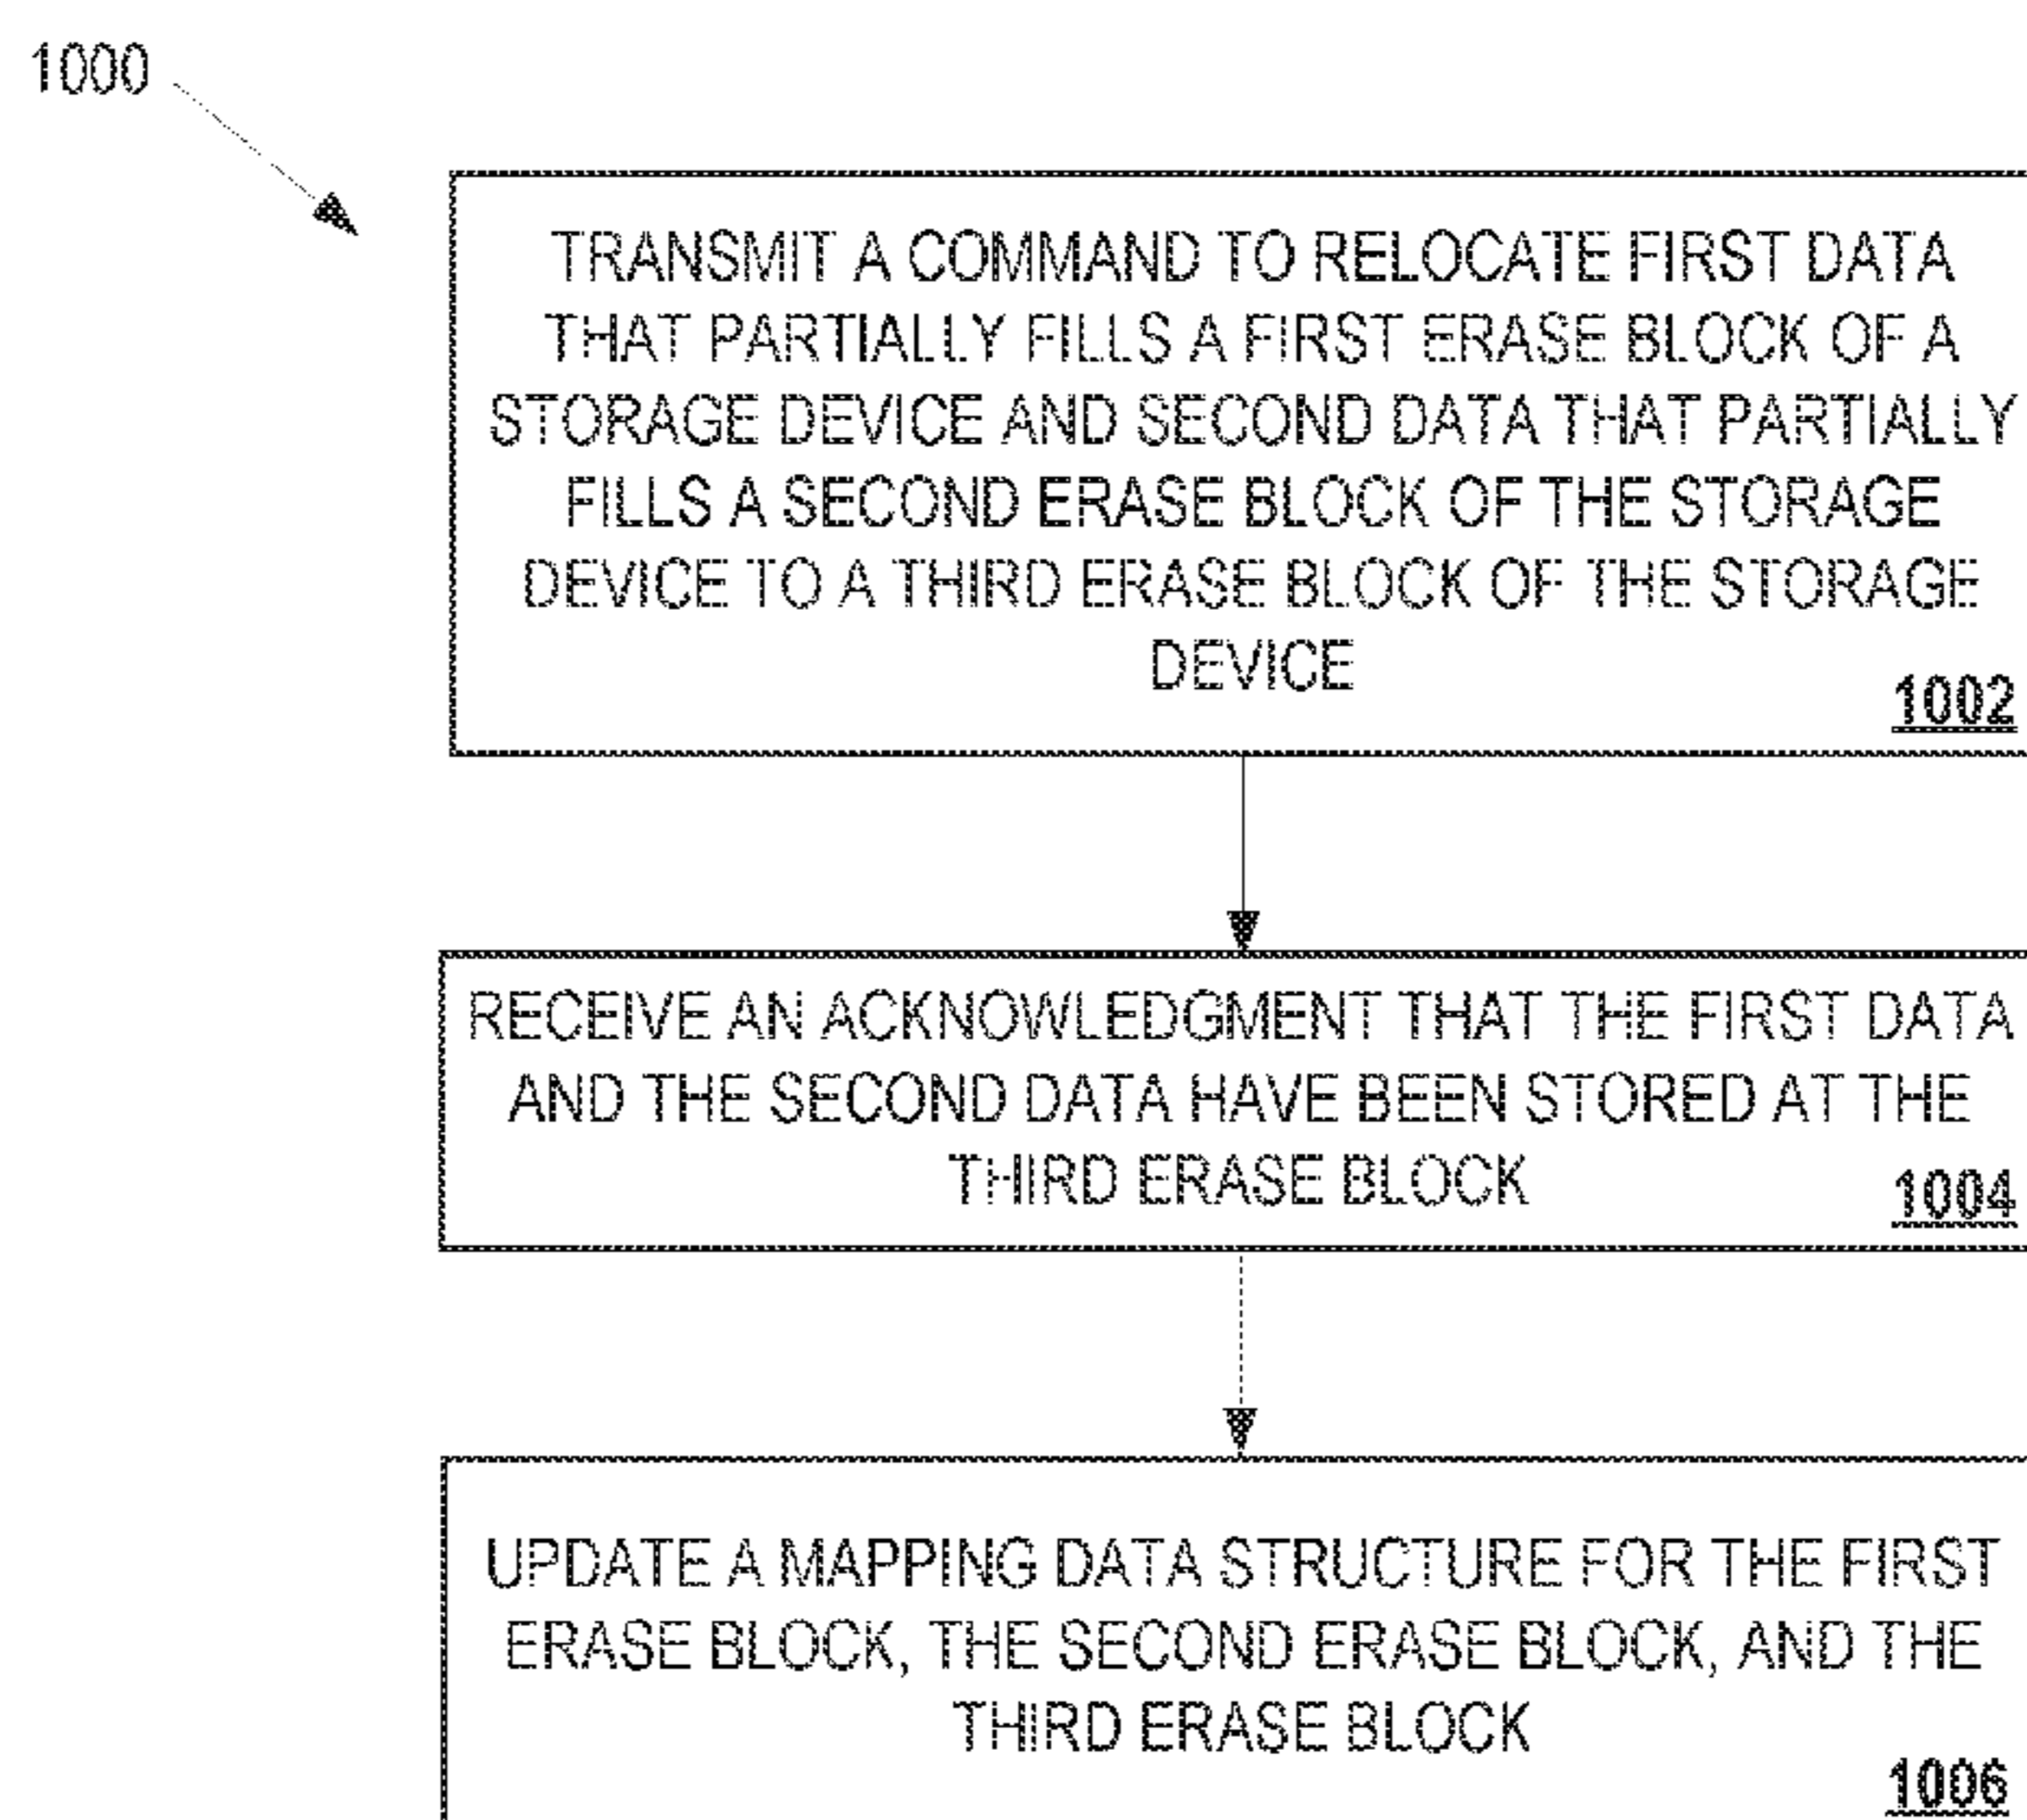 1000
TRANSMIT A COMMAND TO RELOCATE FIRST DATA
THAT PARTIALLY FILLS A FIRST ERASE BLOCK OF A
STORAGE DEVICE AND SECOND DATA THAT PARTIALLY
FILLS A SECOND ERASE BLOCK OF THE STORAGE
DEVICE TO A THIRD ERASE BLOCK OF THE STORAGE
DEVICE
1002
RECEIVE AN ACKNOWLEDGMENT THAT THE FIRST DATA
AND THE SECOND DATA HAVE BEEN STORED AT THE
THIRD ERASE BLOCK
1004
UPDATE A MAPPING DATA STRUCTURE FOR THE FIRST
ERASE BLOCK, THE SECOND ERASE BLOCK, AND THE
THIRD ERASE BLOCK
1006